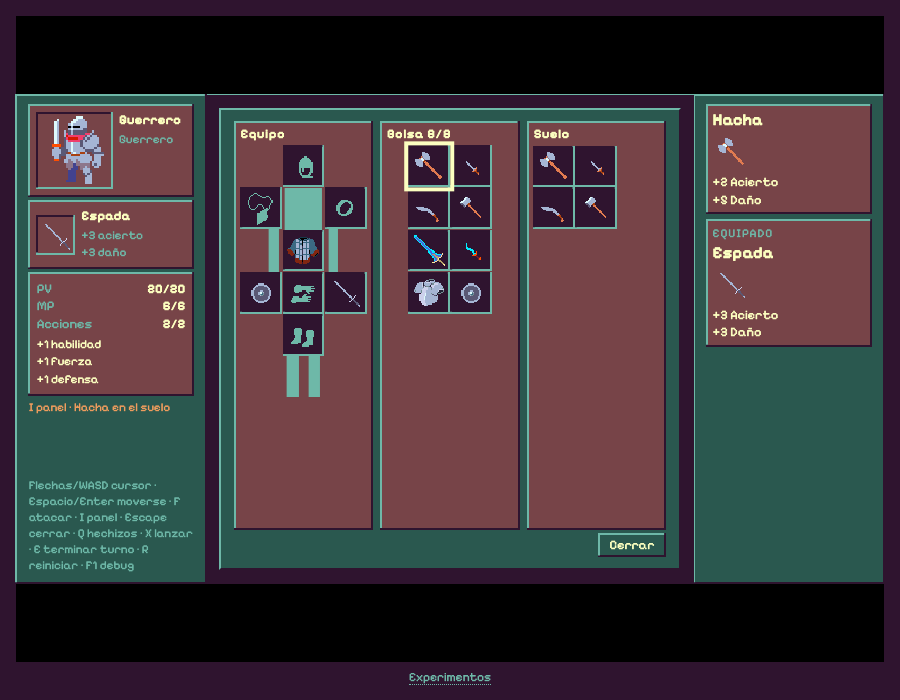 Guerrero
Guerrero
Espada
+3 acierto
+3 daño
PV 80/80
MP 6/6
Acciones 8/8
+1 habilidad
+1 fuerza
+1 defensa
I panel · Hacha en el suelo
Flechas/WASD cursor ·
Espacio/Enter moverse · F
atacar · I panel · Escape
cerrar · Q hechizos · X lanzar
· E terminar turno · R
reiniciar · F1 debug
Equipo
Bolsa 8/8
Suelo
Cerrar
Hacha
+2 Acierto
+8 Daño
EQUIPADO
Espada
+3 Acierto
+3 Daño
Experimentos